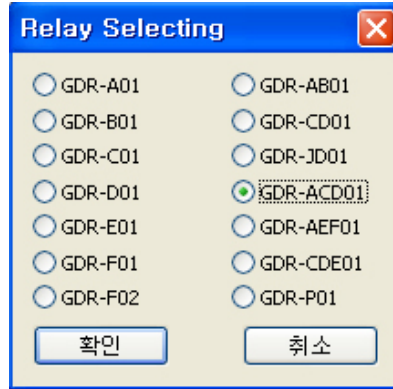 Relay Selecting
GDR-A01 GDR-AB01
GDR-B01 GDR-CD01
GDR-C01 GDR-JD01
GDR-D01 GDR-ACD01
GDR-E01 GDR-AEF01
GDR-F01 GDR-CDE01
GDR-F02 GDR-P01
확인 취소